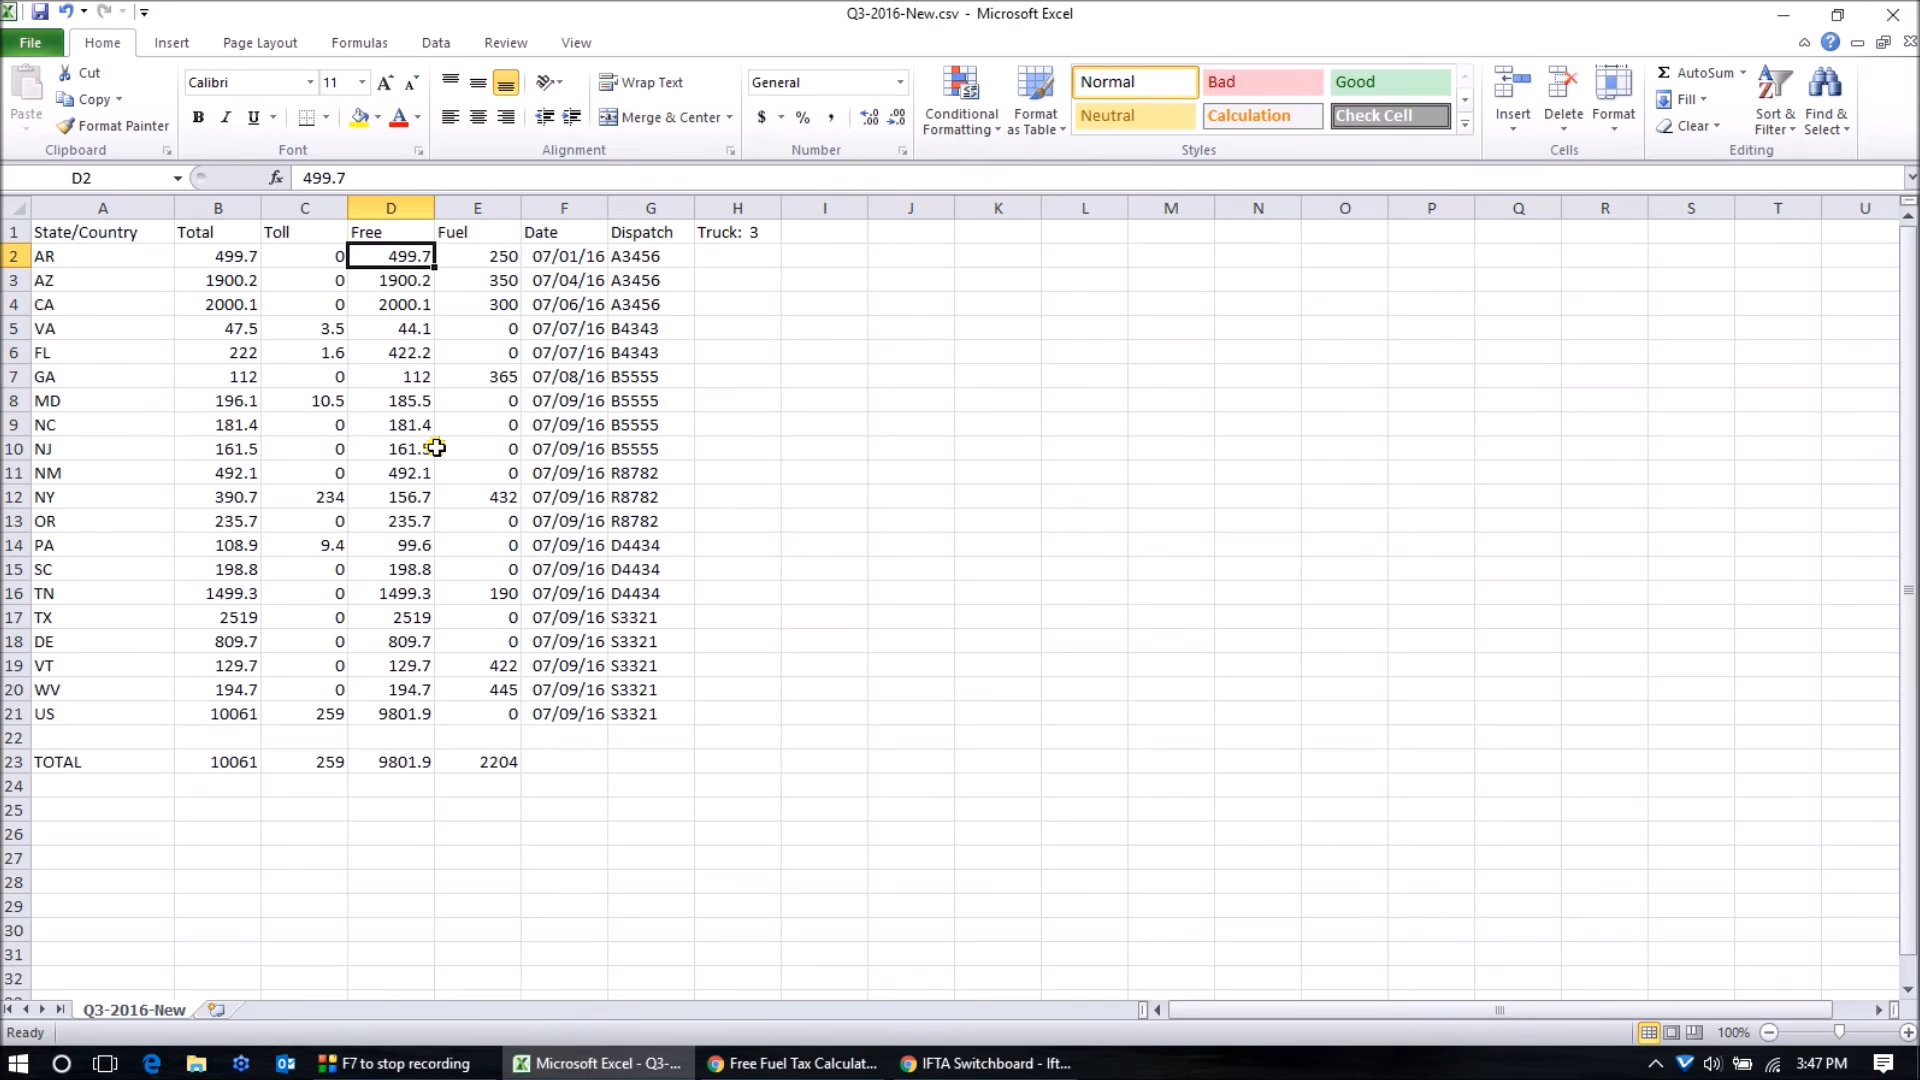 Q3-2016-New.csv - Microsoft Excel
File Home Insert Page Layout Formulas Data Review View
Cut
Copy
Format Painter
Paste
Clipboard
Calibri 11
B I U
Font
Wrap Text
Merge & Center
Alignment
General
$ % ,
Number
Conditional Formatting
Format as Table
Normal Bad Good
Neutral Calculation Check Cell
Styles
Insert Delete Format
Cells
Σ AutoSum
Fill
Clear
Sort & Filter
Find & Select
Editing
D2 fx 499.7
A B C D E F G H I J K L M N O P Q R S T U
1 State/Country Total Toll Free Fuel Date Dispatch Truck: 3
2 AR 499.7 0 499.7 250 07/01/16 A3456
3 AZ 1900.2 0 1900.2 350 07/04/16 A3456
4 CA 2000.1 0 2000.1 300 07/06/16 A3456
5 VA 47.5 3.5 44.1 0 07/07/16 B4343
6 FL 222 1.6 422.2 0 07/07/16 B4343
7 GA 112 0 112 365 07/08/16 B5555
8 MD 196.1 10.5 185.5 0 07/09/16 B5555
9 NC 181.4 0 181.4 0 07/09/16 B5555
10 NJ 161.5 0 161.5 0 07/09/16 B5555
11 NM 492.1 0 492.1 0 07/09/16 R8782
12 NY 390.7 234 156.7 432 07/09/16 R8782
13 OR 235.7 0 235.7 0 07/09/16 R8782
14 PA 108.9 9.4 99.6 0 07/09/16 D4434
15 SC 198.8 0 198.8 0 07/09/16 D4434
16 TN 1499.3 0 1499.3 190 07/09/16 D4434
17 TX 2519 0 2519 0 07/09/16 S3321
18 DE 809.7 0 809.7 0 07/09/16 S3321
19 VT 129.7 0 129.7 422 07/09/16 S3321
20 WV 194.7 0 194.7 445 07/09/16 S3321
21 US 10061 259 9801.9 0 07/09/16 S3321
22
23 TOTAL 10061 259 9801.9 2204
24
25
26
27
28
29
30
31
32
Q3-2016-New
Ready 100%
F7 to stop recording Microsoft Excel - Q3-... Free Fuel Tax Calculat... IFTA Switchboard - Ift... 3:47 PM